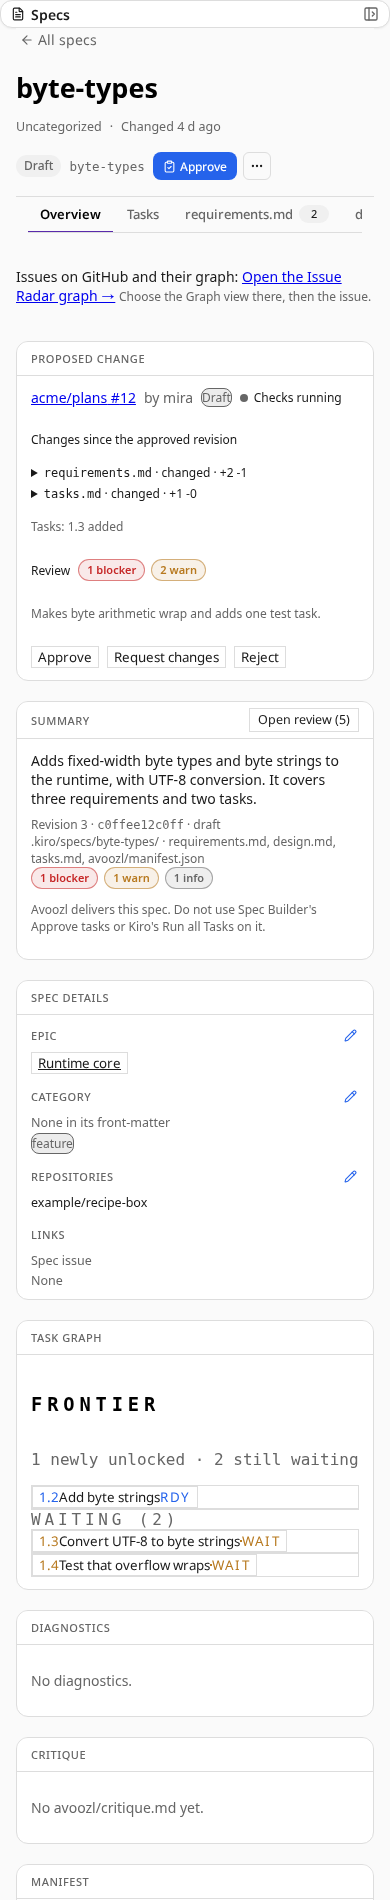 Specs
← All specs
byte-types
Uncategorized · Changed 4 d ago
Draft byte-types Approve ···
Overview Tasks requirements.md 2 d
Issues on GitHub and their graph: Open the Issue
Radar graph → Choose the Graph view there, then the issue.
PROPOSED CHANGE
acme/plans #12 by mira Draft Checks running
Changes since the approved revision
requirements.md · changed · +2 -1
tasks.md · changed · +1 -0
Tasks: 1.3 added
Review 1 blocker 2 warn
Makes byte arithmetic wrap and adds one test task.
Approve Request changes Reject
SUMMARY Open review (5)
Adds fixed-width byte types and byte strings to
the runtime, with UTF-8 conversion. It covers
three requirements and two tasks.
Revision 3 · c0ffee12c0ff · draft
.kiro/specs/byte-types/ · requirements.md, design.md,
tasks.md, avoozl/manifest.json
1 blocker 1 warn 1 info
Avoozl delivers this spec. Do not use Spec Builder's
Approve tasks or Kiro's Run all Tasks on it.
SPEC DETAILS
EPIC
Runtime core
CATEGORY
None in its front-matter
feature
REPOSITORIES
example/recipe-box
LINKS
Spec issue
None
TASK GRAPH
FRONTIER
1 newly unlocked · 2 still waiting
1.2Add byte stringsRDY
WAITING (2)
1.3Convert UTF-8 to byte strings·WAIT
1.4Test that overflow wraps·WAIT
DIAGNOSTICS
No diagnostics.
CRITIQUE
No avoozl/critique.md yet.
MANIFEST